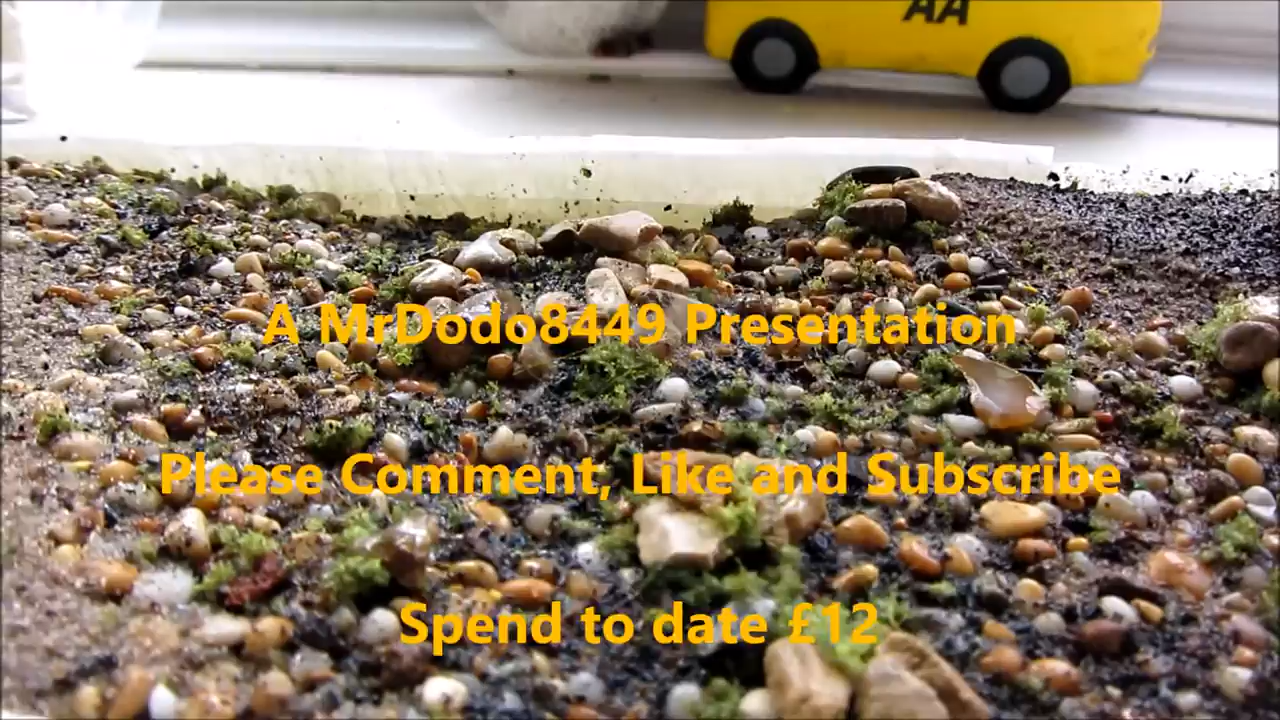 AA
A MrDodo8449 Presentation
Please Comment, Like and Subscribe
Spend to date £12